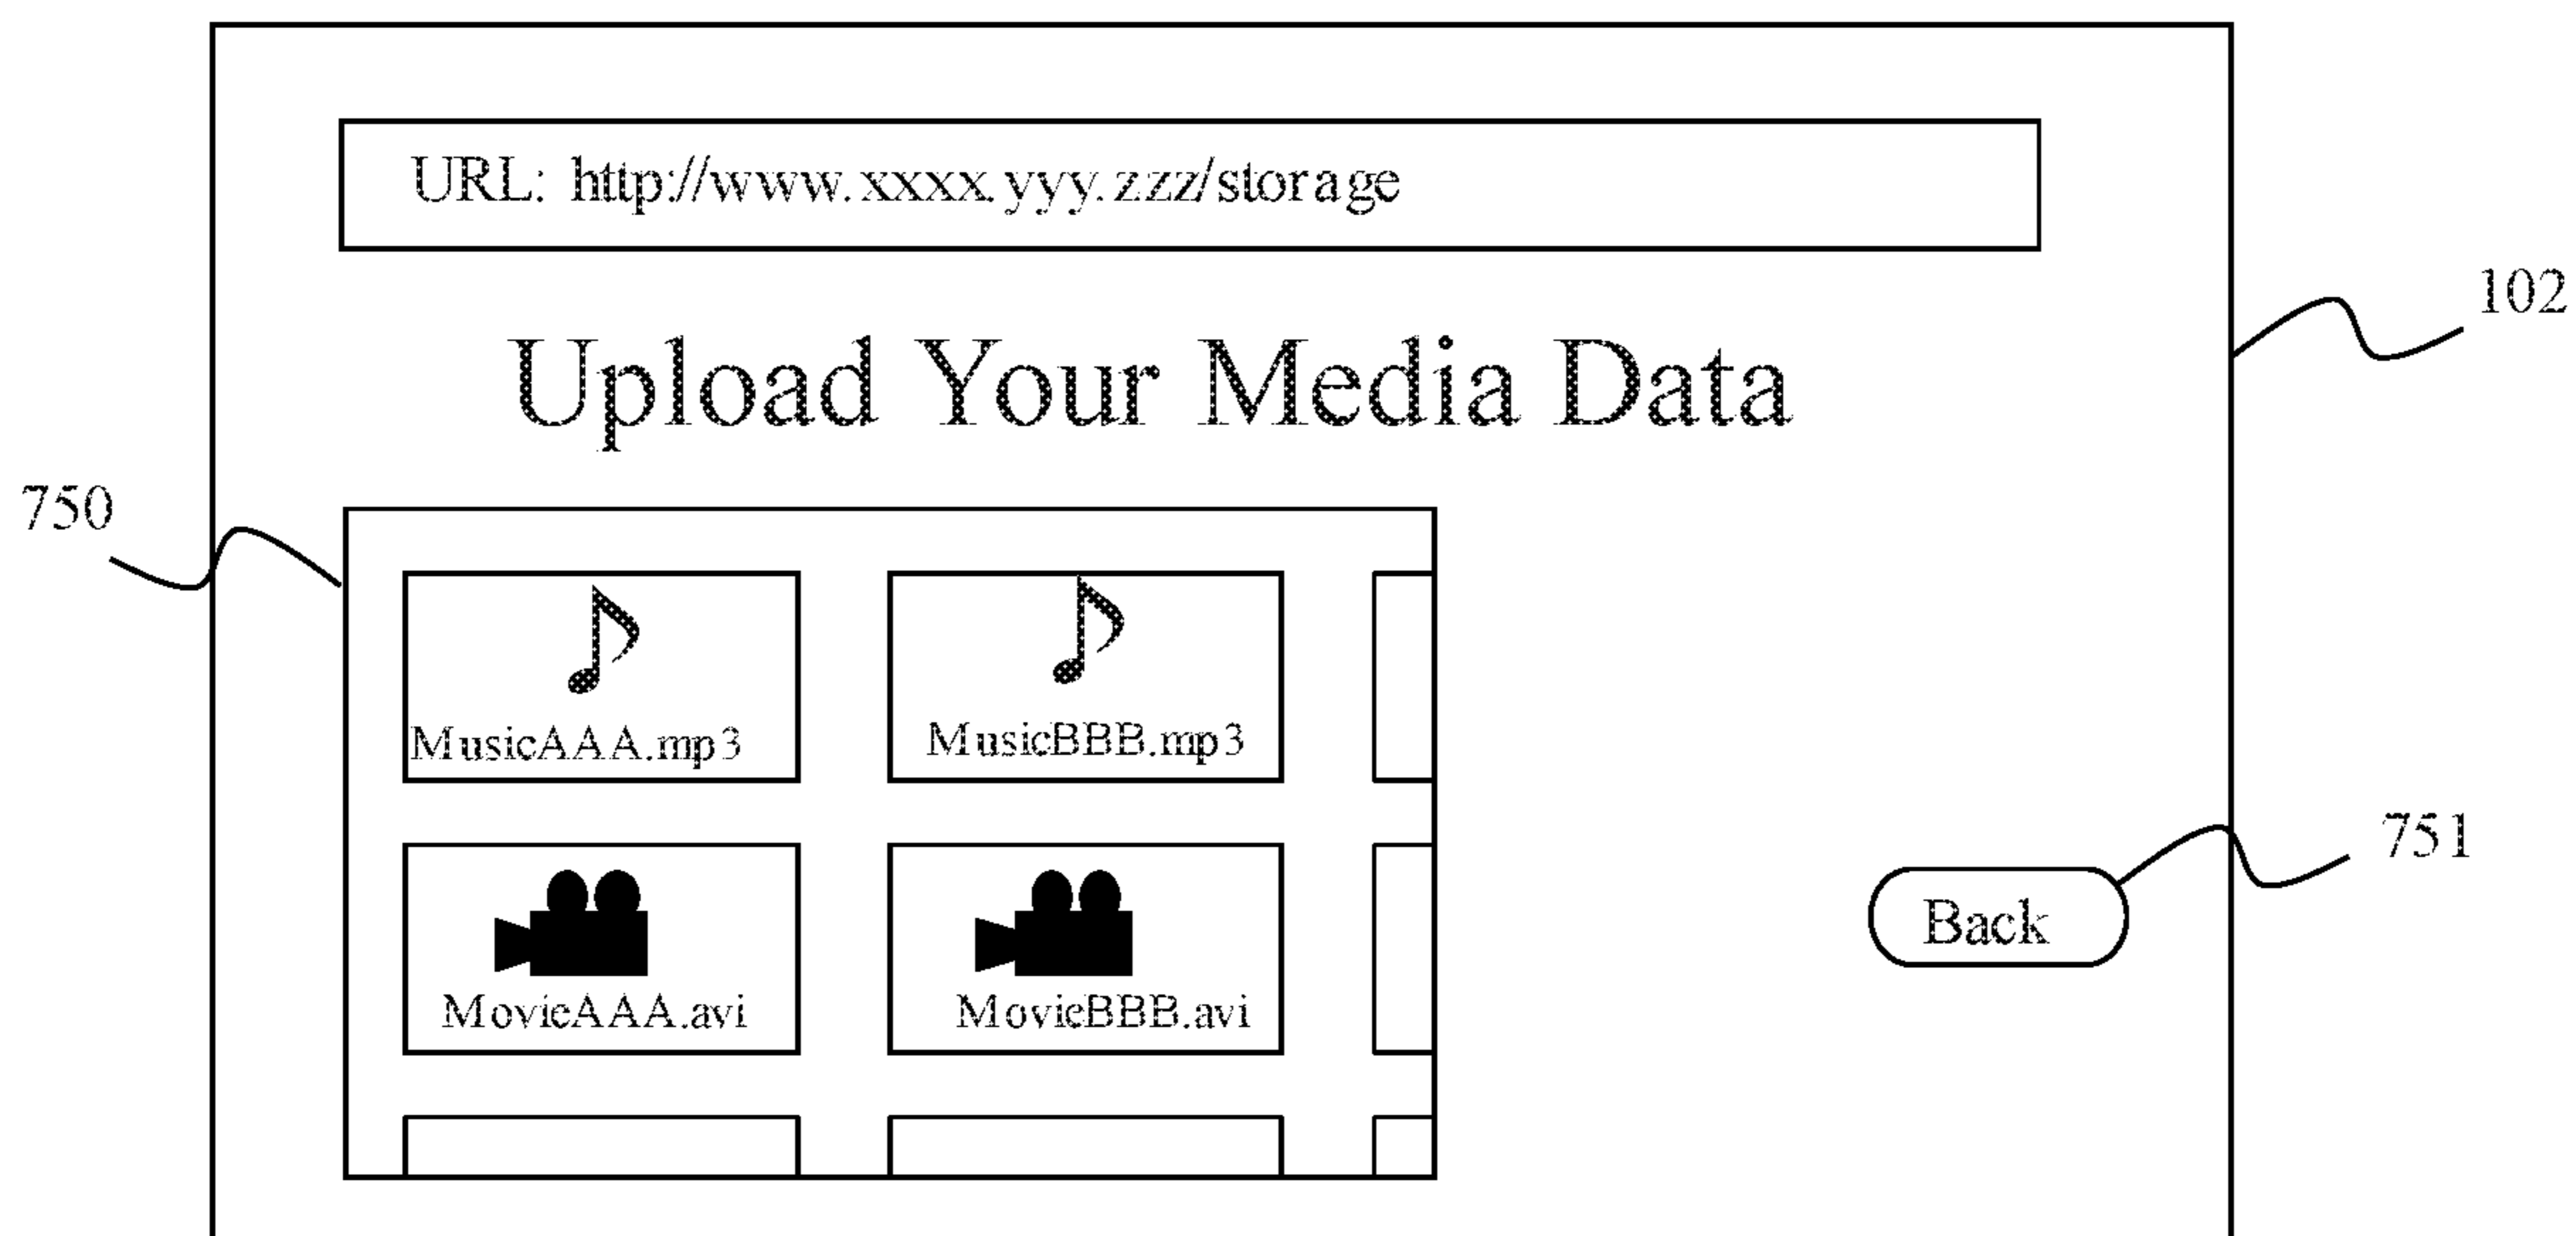 URL: http://www.xxxx.yyy.zzz/storage
102
Upload Your Media Data
750
MusicAAA.mp3 MusicBBB.mp3
751
Back
MovieAAA.avi MovieBBB.avi